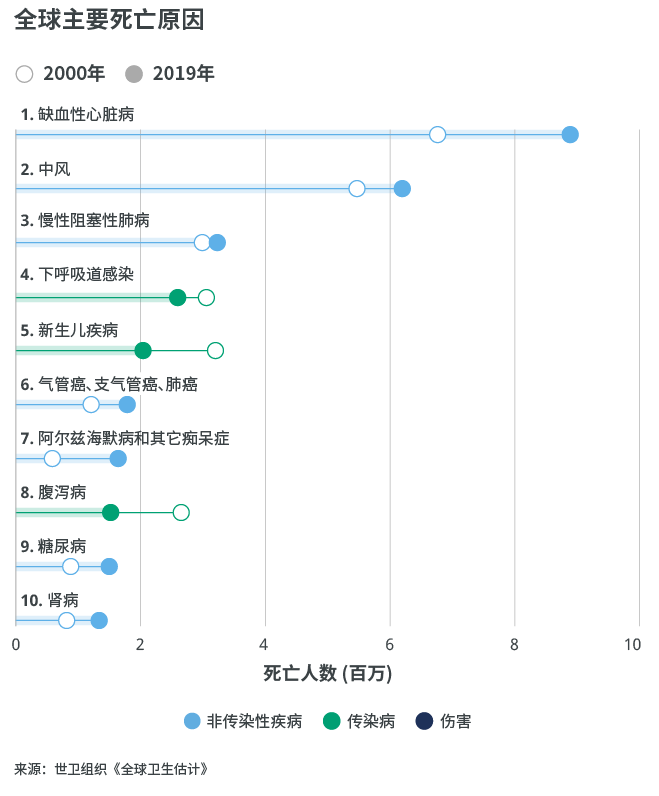 全球主要死亡原因
2000年 2019年
1. 缺血性心脏病
2. 中风
3. 慢性阻塞性肺病
4. 下呼吸道感染
5. 新生儿疾病
6. 气管癌、支气管癌、肺癌
7. 阿尔兹海默病和其它痴呆症
8. 腹泻病
9. 糖尿病
10. 肾病
0 2 4 6 8 10
死亡人数 (百万)
非传染性疾病 传染病 伤害
来源：世卫组织《全球卫生估计》